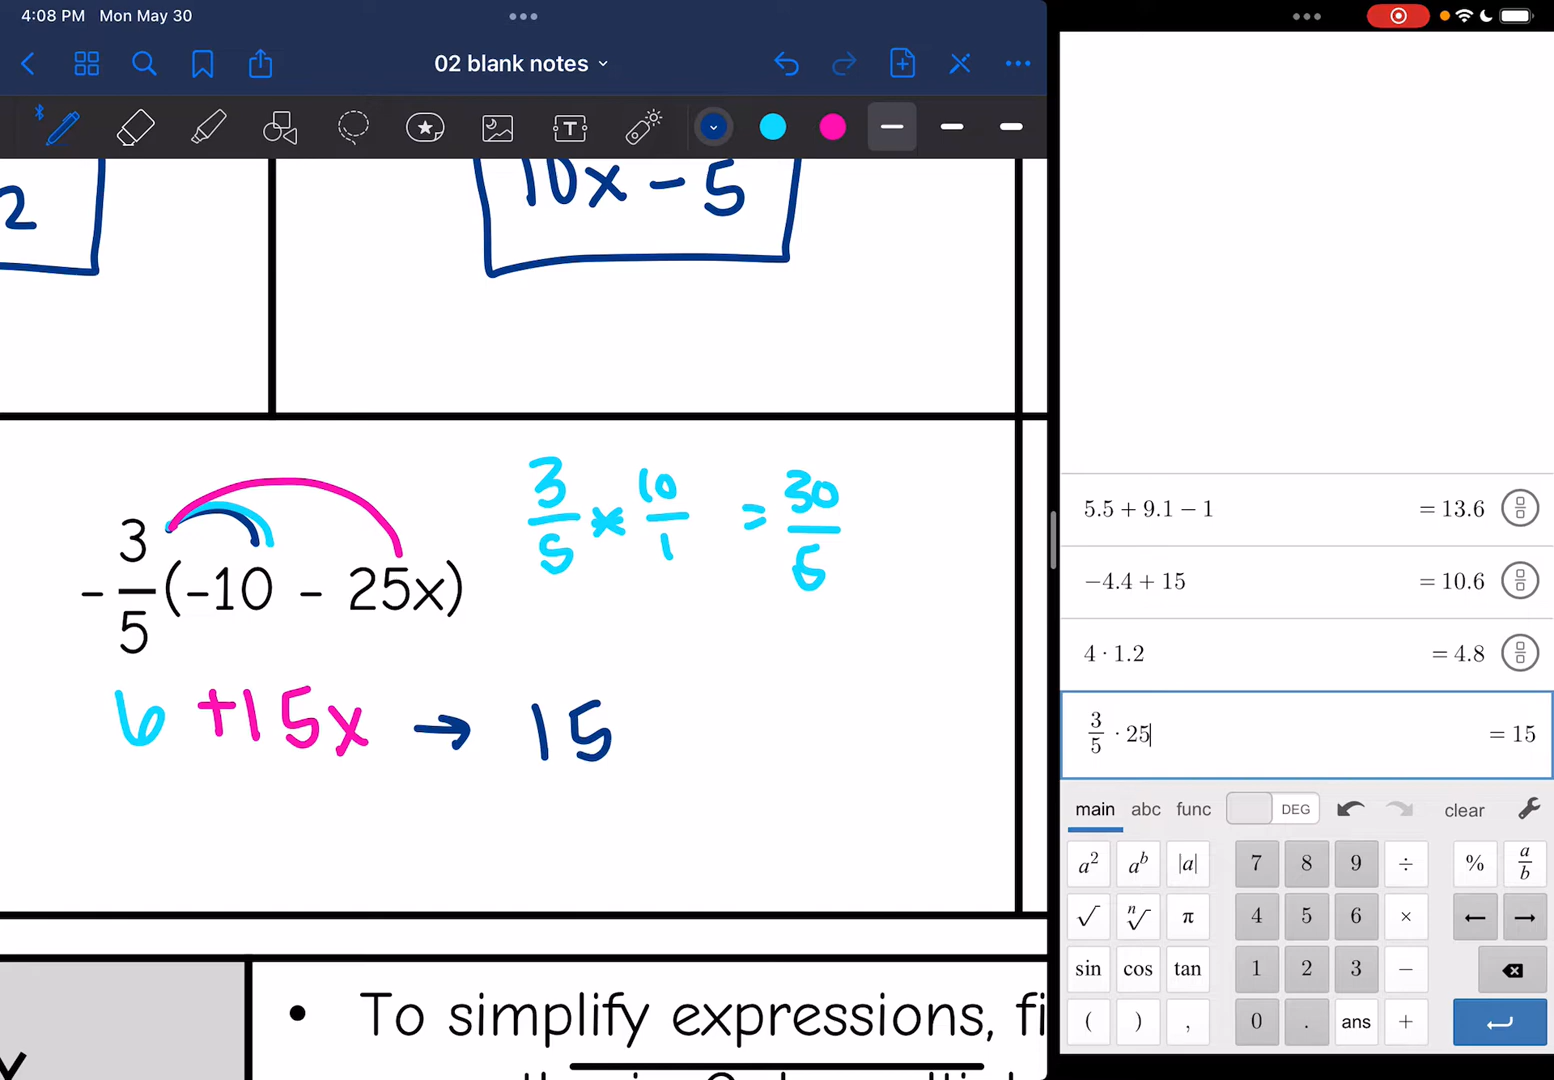 4:08 PM Mon May 30
02 blank notes
2
10x - 5
-3/5(-10 - 25x)
3/5 * 10/1 = 30/5
6 +15x → 15
• To simplify expressions, fi
5.5 + 9.1 − 1 = 13.6
−4.4 + 15 = 10.6
4 · 1.2 = 4.8
3/5 · 25 = 15
main abc func DEG clear
a² aᵇ |a| 7 8 9 ÷ % a/b
√ ⁿ√ π 4 5 6 × ← →
sin cos tan 1 2 3 −
( ) , 0 . ans +